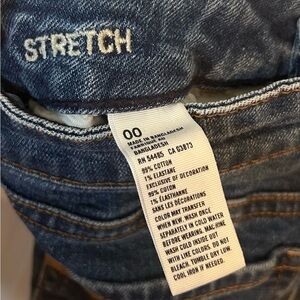 STRETCH
00
MADE IN BANGLADESH
BANGLADESH
RN 54485 CA 03873
99% COTTON
1% ELASTANE
EXCLUSIVE OF DECORATION
99% COTON
1% ÉLASTHANNE
SANS LES DÉCORATIONS
COLOR MAY TRANSFER
WHEN NEW. WASH ONCE
SEPARATELY IN COLD WATER
BEFORE WEARING. MACHINE
WASH COLD INSIDE OUT
WITH LIKE COLORS. DO NOT
BLEACH. TUMBLE DRY LOW.
COOL IRON IF NEEDED.